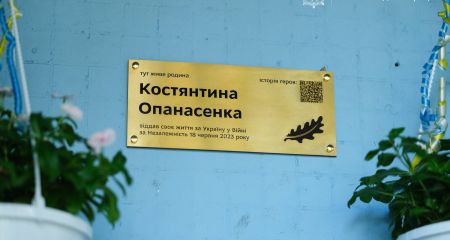 тут живе родина
історія героя:
Костянтина
Опанасенка
віддав своє життя за Україну у Війні
за Незалежність 18 червня 2023 року